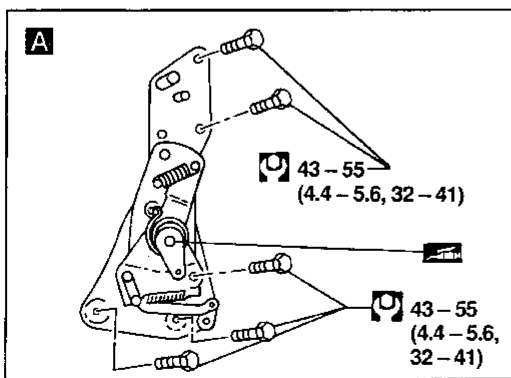 A
43 – 55
(4.4 – 5.6, 32 – 41)
43 – 55
(4.4 – 5.6,
32 – 41)